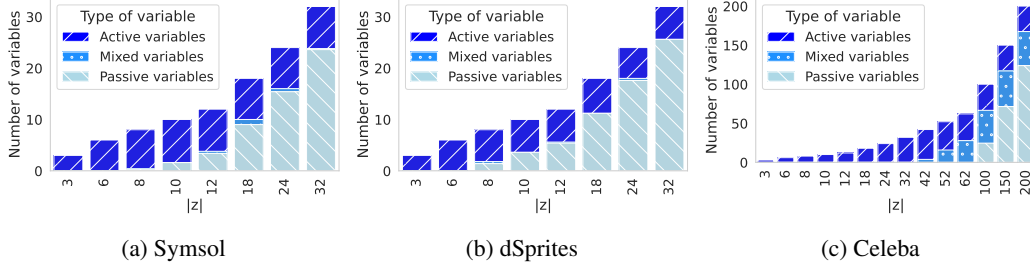 Number of variables
30
20
10
0
Type of variable
Active variables
Mixed variables
Passive variables
3 6 8 10 12 18 24 32
|z|
(a) Symsol
Number of variables
30
20
10
0
Type of variable
Active variables
Mixed variables
Passive variables
3 6 8 10 12 18 24 32
|z|
(b) dSprites
Number of variables
200
150
100
50
0
Type of variable
Active variables
Mixed variables
Passive variables
3 6 8 10 12 18 24 32 42 52 62 100 150 200
|z|
(c) Celeba